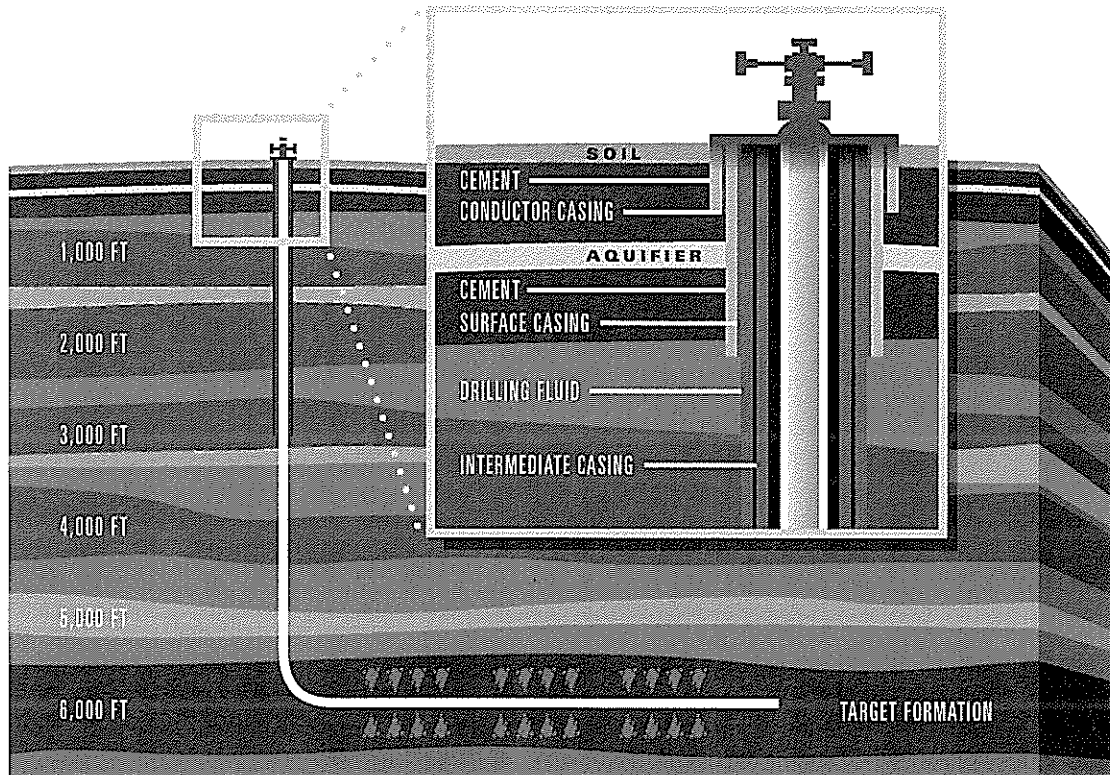 SOIL
CEMENT
CONDUCTOR CASING
AQUIFIER
CEMENT
SURFACE CASING
DRILLING FLUID
INTERMEDIATE CASING
1,000 FT
2,000 FT
3,000 FT
4,000 FT
5,000 FT
6,000 FT
TARGET FORMATION